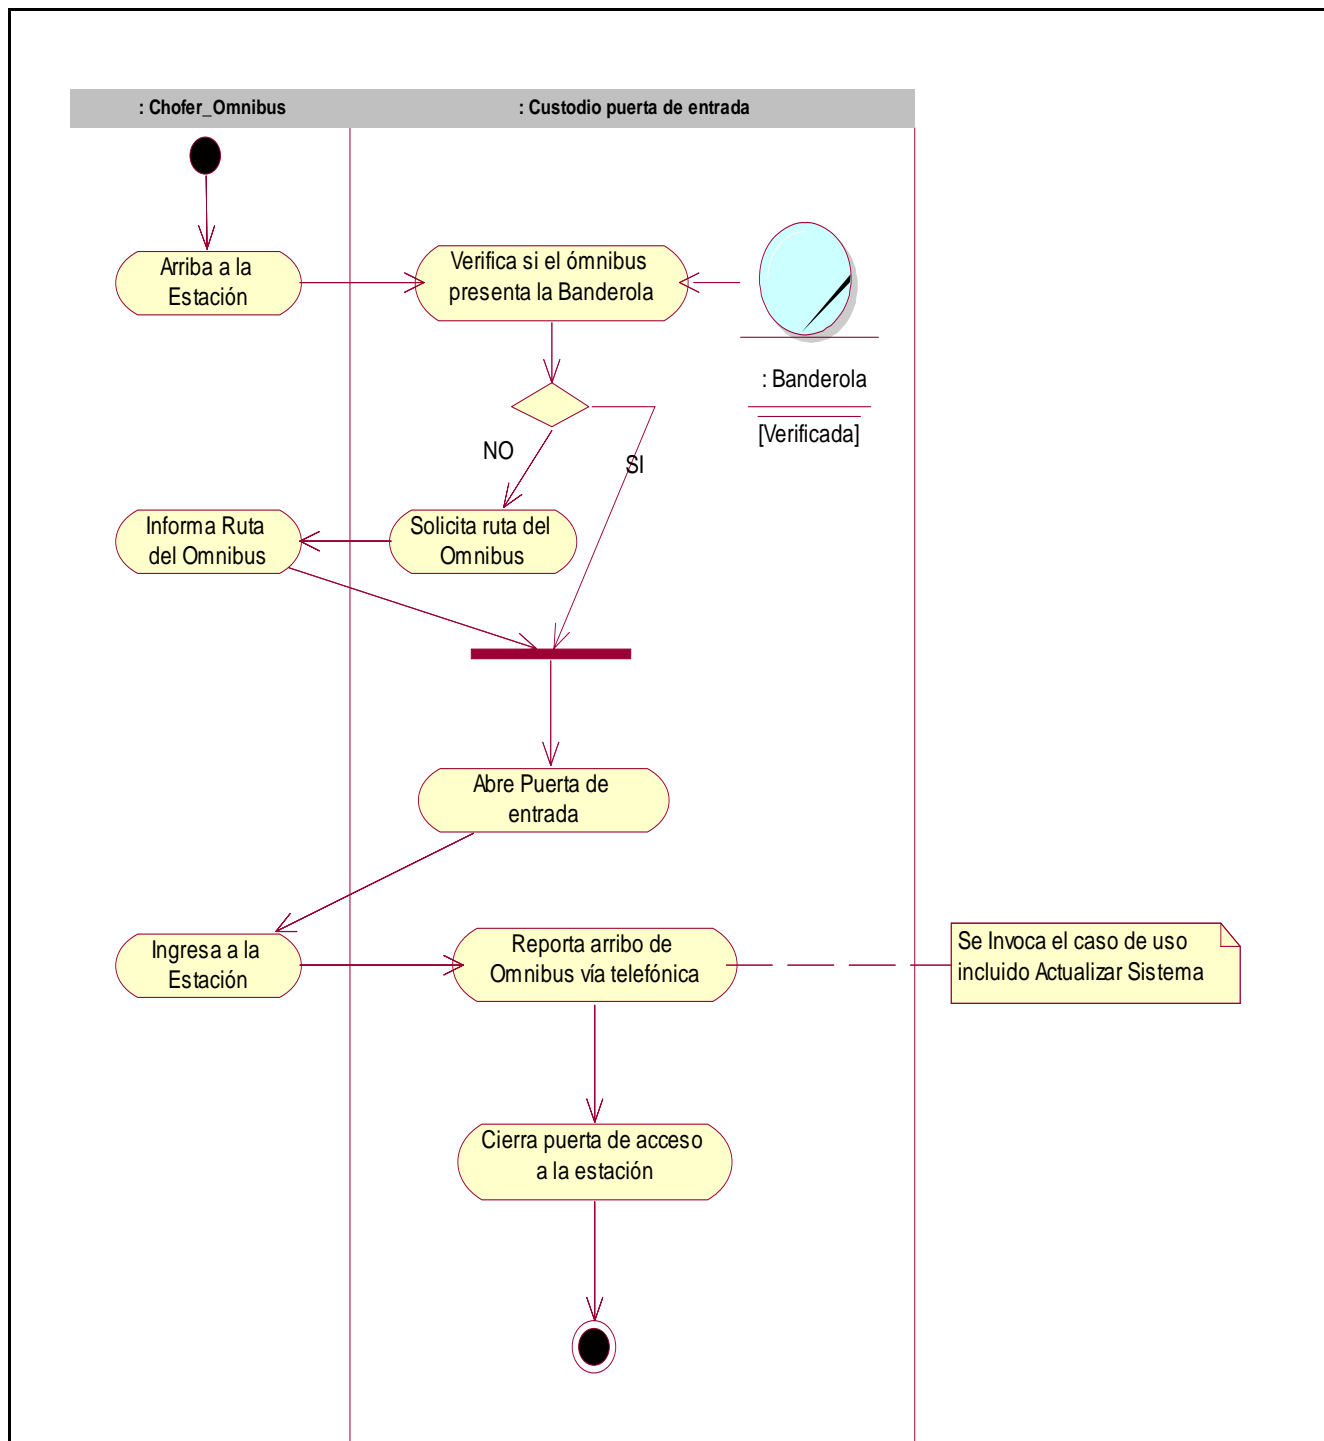 : Chofer_Omnibus
: Custodio puerta de entrada
Arriba a la
Estación
Verifica si el ómnibus
presenta la Banderola
: Banderola
[Verificada]
NO
SI
Informa Ruta
del Omnibus
Solicita ruta del
Omnibus
Abre Puerta de
entrada
Ingresa a la
Estación
Reporta arribo de
Omnibus vía telefónica
Se Invoca el caso de uso
incluido Actualizar Sistema
Cierra puerta de acceso
a la estación